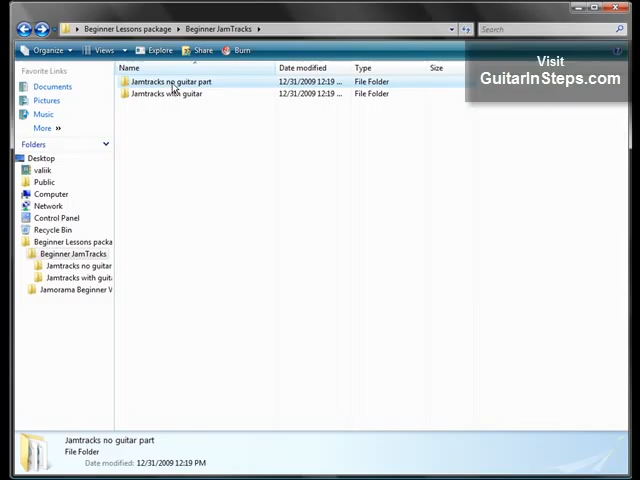 Beginner Lessons package ▸ Beginner JamTracks ▸
Search
Organize Views Explore Share Burn
Visit
GuitarInSteps.com
Favorite Links
Documents
Pictures
Music
More »
Folders
Desktop
valiik
Public
Computer
Network
Control Panel
Recycle Bin
Beginner Lessons packa
Beginner JamTracks
Jamtracks no guitar
Jamtracks with guita
Jamorama Beginner V
Name Date modified Type Size
Jamtracks no guitar part 12/31/2009 12:19 ... File Folder
Jamtracks with guitar 12/31/2009 12:19 ... File Folder
Jamtracks no guitar part
File Folder
Date modified: 12/31/2009 12:19 PM